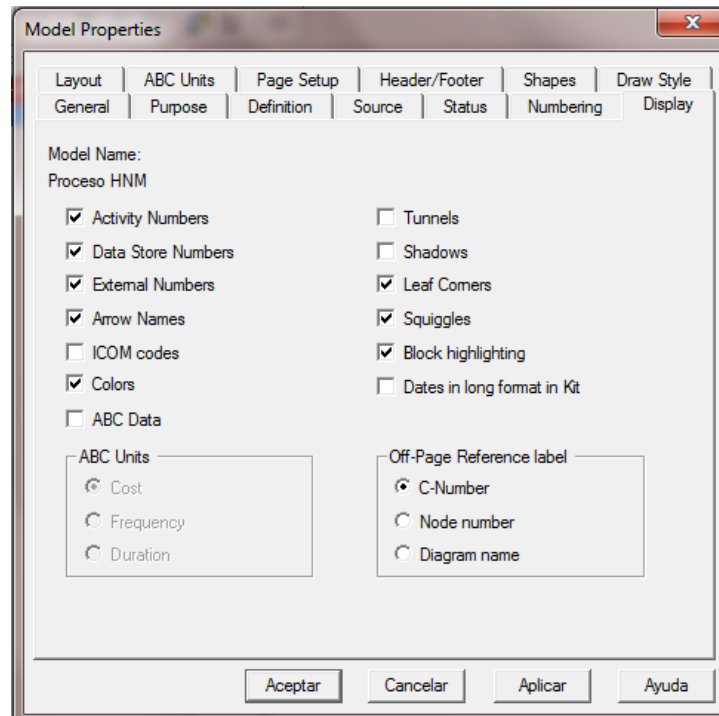 Model Properties
Layout ABC Units Page Setup Header/Footer Shapes Draw Style
General Purpose Definition Source Status Numbering Display
Model Name:
Proceso HNM
Activity Numbers Tunnels
Data Store Numbers Shadows
External Numbers Leaf Corners
Arrow Names Squiggles
ICOM codes Block highlighting
Colors Dates in long format in Kit
ABC Data
ABC Units Off-Page Reference label
Cost C-Number
Frequency Node number
Duration Diagram name
Aceptar Cancelar Aplicar Ayuda